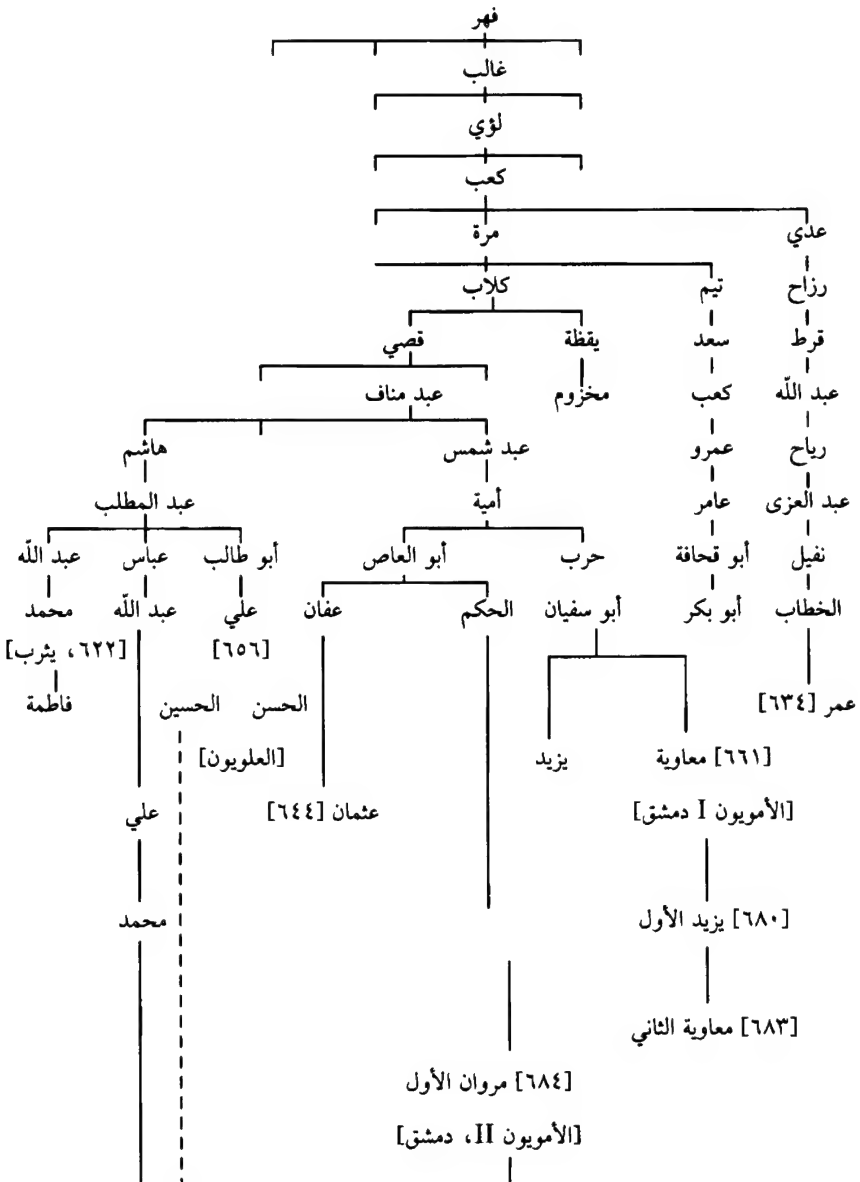 فهر
غالب
لؤي
كعب
عدي مرة
رزاح تيم كلاب
قرط سعد يقظة قصي
عبد اللّه كعب مخزوم عبد مناف
رياح عمرو عبد شمس هاشم
عبد العزى عامر أمية عبد المطلب
نفيل أبو قحافة حرب أبو العاص أبو طالب عباس عبد اللّه
الخطاب أبو بكر أبو سفيان الحكم عفان علي عبد اللّه محمد
[٦٥٦] [٦٢٢، يثرب]
عمر [٦٣٤] الحسن الحسين فاطمة
[٦٦١] معاوية يزيد [العلويون]
[الأمويون I دمشق] عثمان [٦٤٤] علي
[٦٨٠] يزيد الأول محمد
[٦٨٣] معاوية الثاني
[٦٨٤] مروان الأول
[الأمويون II، دمشق]